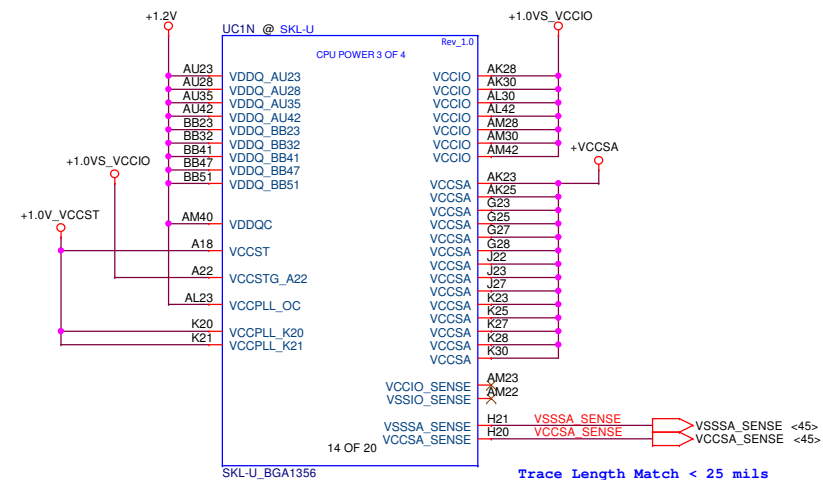 +1.2V
+1.0VS_VCCIO
UC1N @ SKL-U
Rev_1.0
CPU POWER 3 OF 4
AU23 VDDQ_AU23 VCCIO AK28
AU28 VDDQ_AU28 VCCIO AK30
AU35 VDDQ_AU35 VCCIO AL30
AU42 VDDQ_AU42 VCCIO AL42
BB23 VDDQ_BB23 VCCIO AM28
BB32 VDDQ_BB32 VCCIO AM30
BB41 VDDQ_BB41 VCCIO AM42
BB47 VDDQ_BB47
BB51 VDDQ_BB51
+1.0VS_VCCIO
+VCCSA
VCCSA AK23
VCCSA AK25
VCCSA G23
+1.0V_VCCST
AM40 VDDQC VCCSA G25
VCCSA G27
A18 VCCST VCCSA G28
VCCSA J22
A22 VCCSTG_A22 VCCSA J23
VCCSA J27
AL23 VCCPLL_OC VCCSA K23
VCCSA K25
K20 VCCPLL_K20 VCCSA K27
K21 VCCPLL_K21 VCCSA K28
VCCSA K30
VCCIO_SENSE AM23
VSSIO_SENSE AM22
VSSSA_SENSE H21 VSSSA_SENSE VSSSA_SENSE <45>
VCCSA_SENSE H20 VCCSA_SENSE VCCSA_SENSE <45>
14 OF 20
SKL-U_BGA1356
Trace Length Match < 25 mils